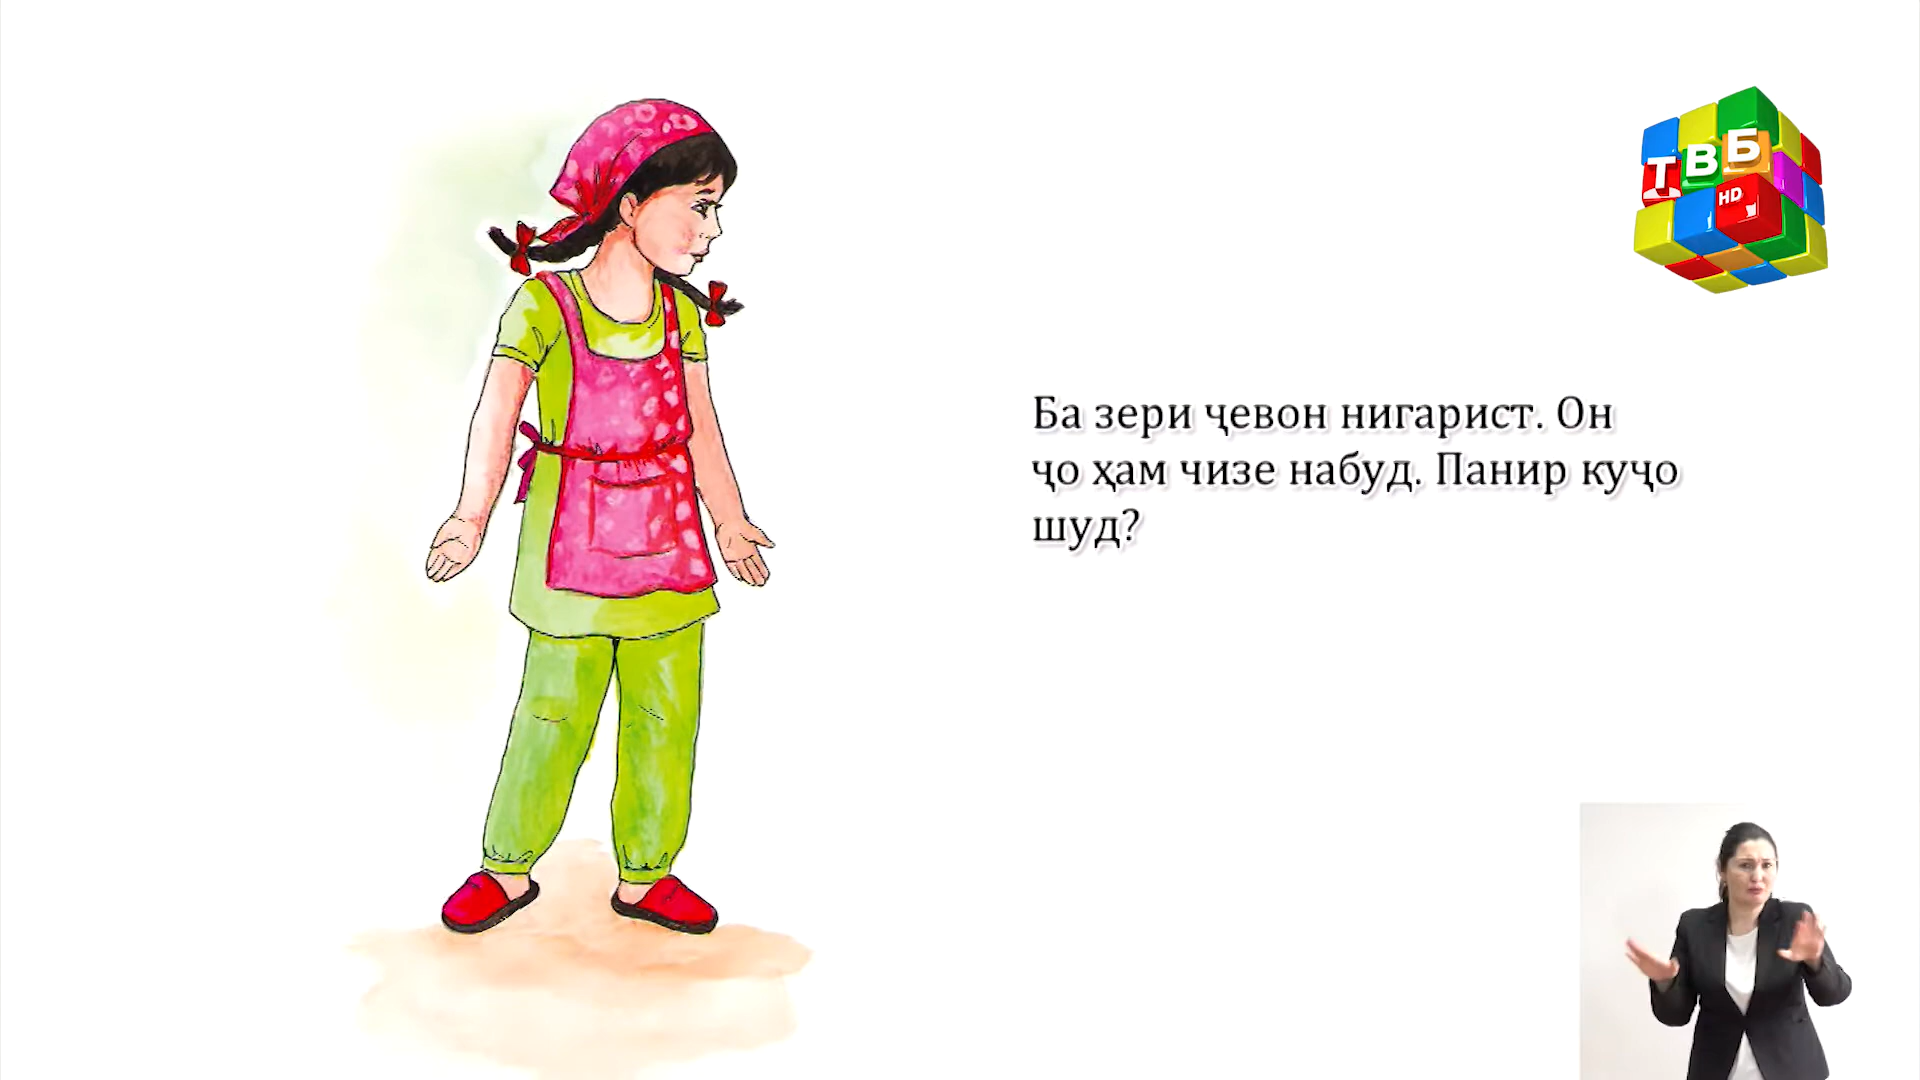 ТВБ
HD
Ба зери ҷевон нигарист. Он
ҷо ҳам чизе набуд. Панир куҷо
шуд?